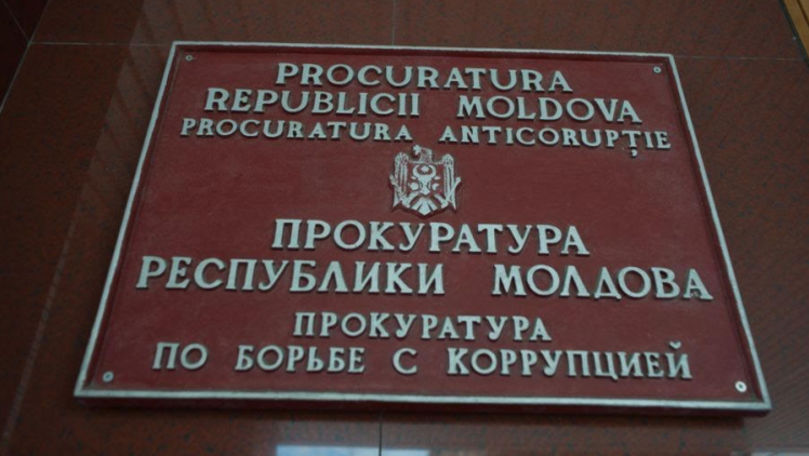 PROCURATURA
REPUBLICII MOLDOVA
PROCURATURA ANTICORUPȚIE
ПРОКУРАТУРА
РЕСПУБЛИКИ МОЛДОВА
ПРОКУРАТУРА
ПО БОРЬБЕ С КОРРУПЦИЕЙ